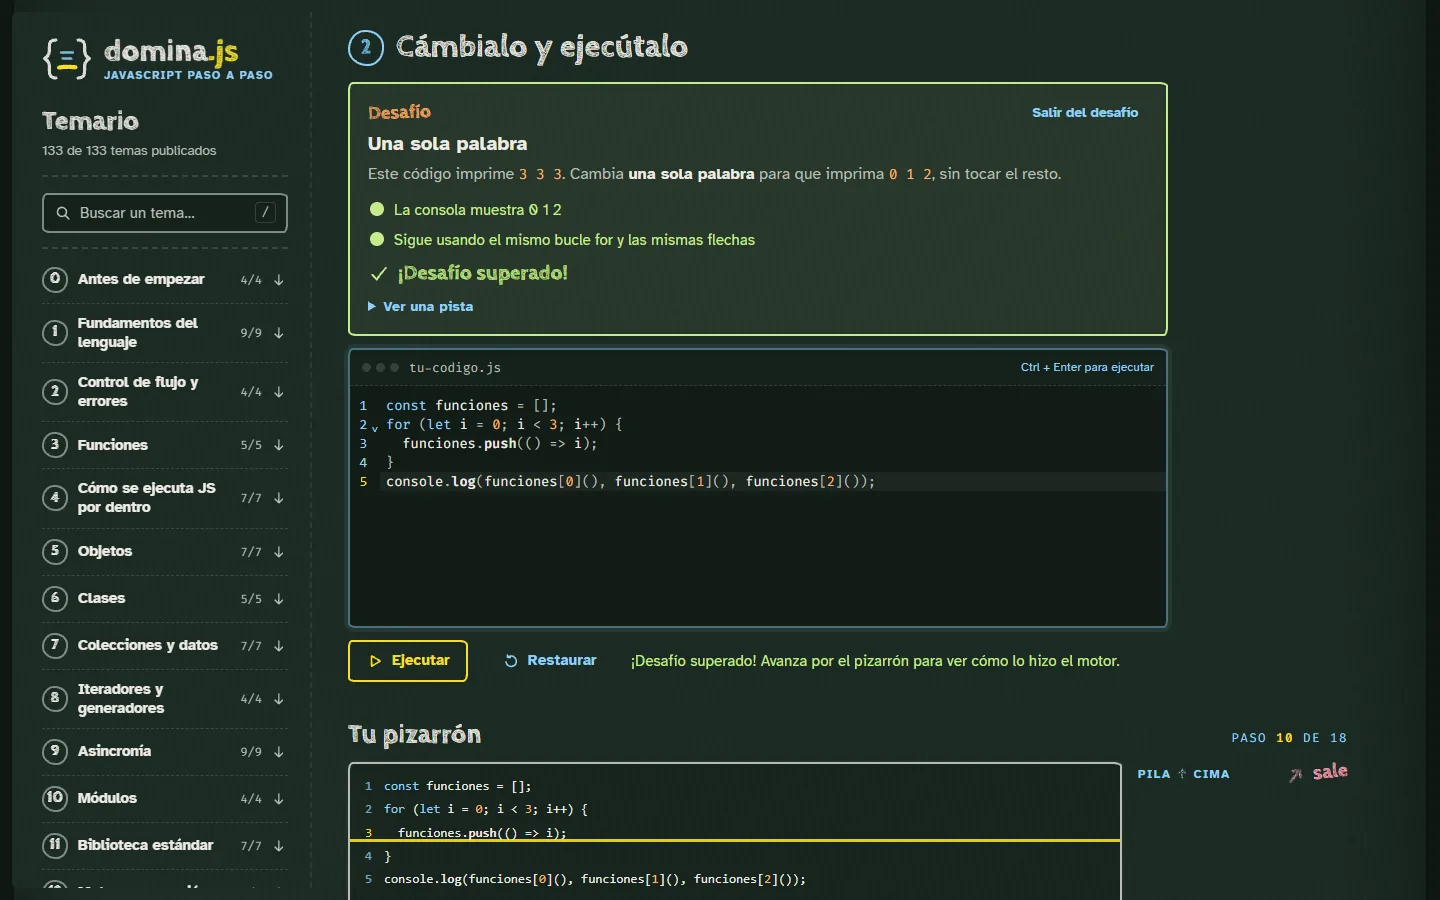 domina.js
JAVASCRIPT PASO A PASO
Temario
133 de 133 temas publicados
Buscar un tema... /
0 Antes de empezar 4/4 ↓
1 Fundamentos del lenguaje 9/9 ↓
2 Control de flujo y errores 4/4 ↓
3 Funciones 5/5 ↓
4 Cómo se ejecuta JS por dentro 7/7 ↓
5 Objetos 7/7 ↓
6 Clases 5/5 ↓
7 Colecciones y datos 7/7 ↓
8 Iteradores y generadores 4/4 ↓
9 Asincronía 9/9 ↓
10 Módulos 4/4 ↓
11 Biblioteca estándar 7/7 ↓
2 Cámbialo y ejecútalo
Desafío
Salir del desafío
Una sola palabra
Este código imprime 3 3 3. Cambia una sola palabra para que imprima 0 1 2, sin tocar el resto.
La consola muestra 0 1 2
Sigue usando el mismo bucle for y las mismas flechas
¡Desafío superado!
Ver una pista
tu-codigo.js
Ctrl + Enter para ejecutar
1 const funciones = [];
2 for (let i = 0; i < 3; i++) {
3 funciones.push(() => i);
4 }
5 console.log(funciones[0](), funciones[1](), funciones[2]());
Ejecutar
Restaurar
¡Desafío superado! Avanza por el pizarrón para ver cómo lo hizo el motor.
Tu pizarrón
PASO 10 DE 18
1 const funciones = [];
2 for (let i = 0; i < 3; i++) {
3 funciones.push(() => i);
4 }
5 console.log(funciones[0](), funciones[1](), funciones[2]());
PILA ↑ CIMA
↗ sale